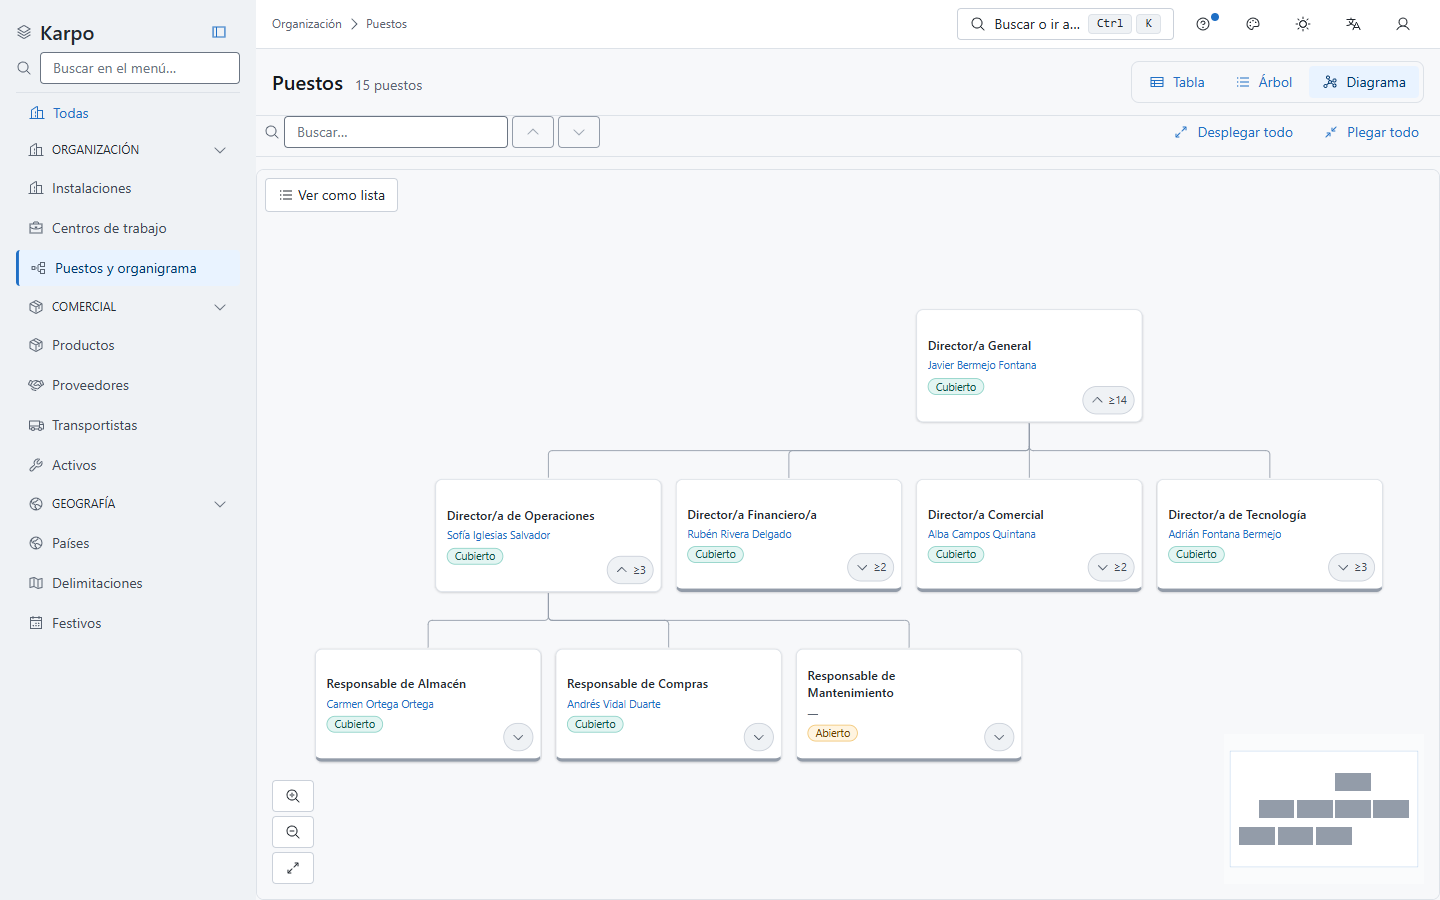 Karpo
Buscar en el menú...
Todas
ORGANIZACIÓN
Instalaciones
Centros de trabajo
Puestos y organigrama
COMERCIAL
Productos
Proveedores
Transportistas
Activos
GEOGRAFÍA
Países
Delimitaciones
Festivos
Organización > Puestos
Buscar o ir a... Ctrl K
Puestos 15 puestos
Tabla Árbol Diagrama
Buscar...
Desplegar todo Plegar todo
Ver como lista
Director/a General
Javier Bermejo Fontana
Cubierto
≥14
Director/a de Operaciones
Sofía Iglesias Salvador
Cubierto
≥3
Director/a Financiero/a
Rubén Rivera Delgado
Cubierto
≥2
Director/a Comercial
Alba Campos Quintana
Cubierto
≥2
Director/a de Tecnología
Adrián Fontana Bermejo
Cubierto
≥3
Responsable de Almacén
Carmen Ortega Ortega
Cubierto
Responsable de Compras
Andrés Vidal Duarte
Cubierto
Responsable de
Mantenimiento
—
Abierto